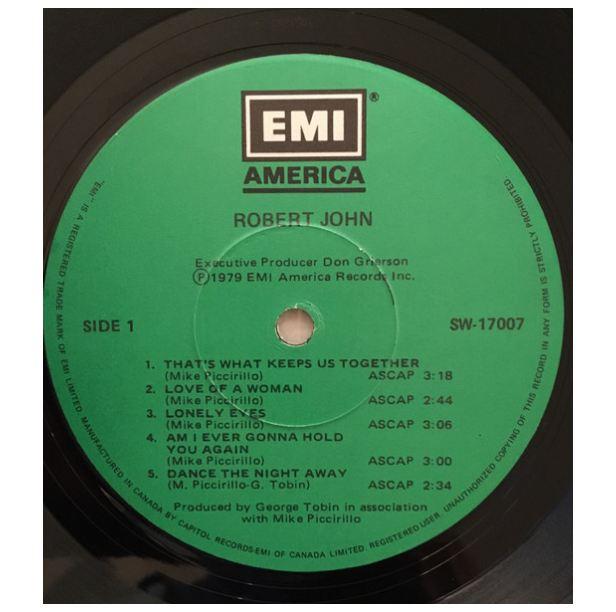 EMI ®
AMERICA
ROBERT JOHN
Executive Producer Don Grierson
Ⓟ1979 EMI America Records Inc.
SIDE 1
SW-17007
1. THAT'S WHAT KEEPS US TOGETHER
(Mike Piccirillo) ASCAP 3:18
2. LOVE OF A WOMAN
(Mike Piccirillo) ASCAP 2:44
3. LONELY EYES
(Mike Piccirillo) ASCAP 3:06
4. AM I EVER GONNA HOLD
YOU AGAIN
(Mike Piccirillo) ASCAP 3:00
5. DANCE THE NIGHT AWAY
(M. Piccirillo-G. Tobin) ASCAP 2:34
Produced by George Tobin in association
with Mike Piccirillo
"EMI" IS A REGISTERED TRADE MARK OF EMI LIMITED. MANUFACTURED IN CANADA BY CAPITOL RECORDS-EMI OF CANADA LIMITED. REGISTERED USER. UNAUTHORIZED COPYING OF THIS RECORD IN ANY FORM IS STRICTLY PROHIBITED.